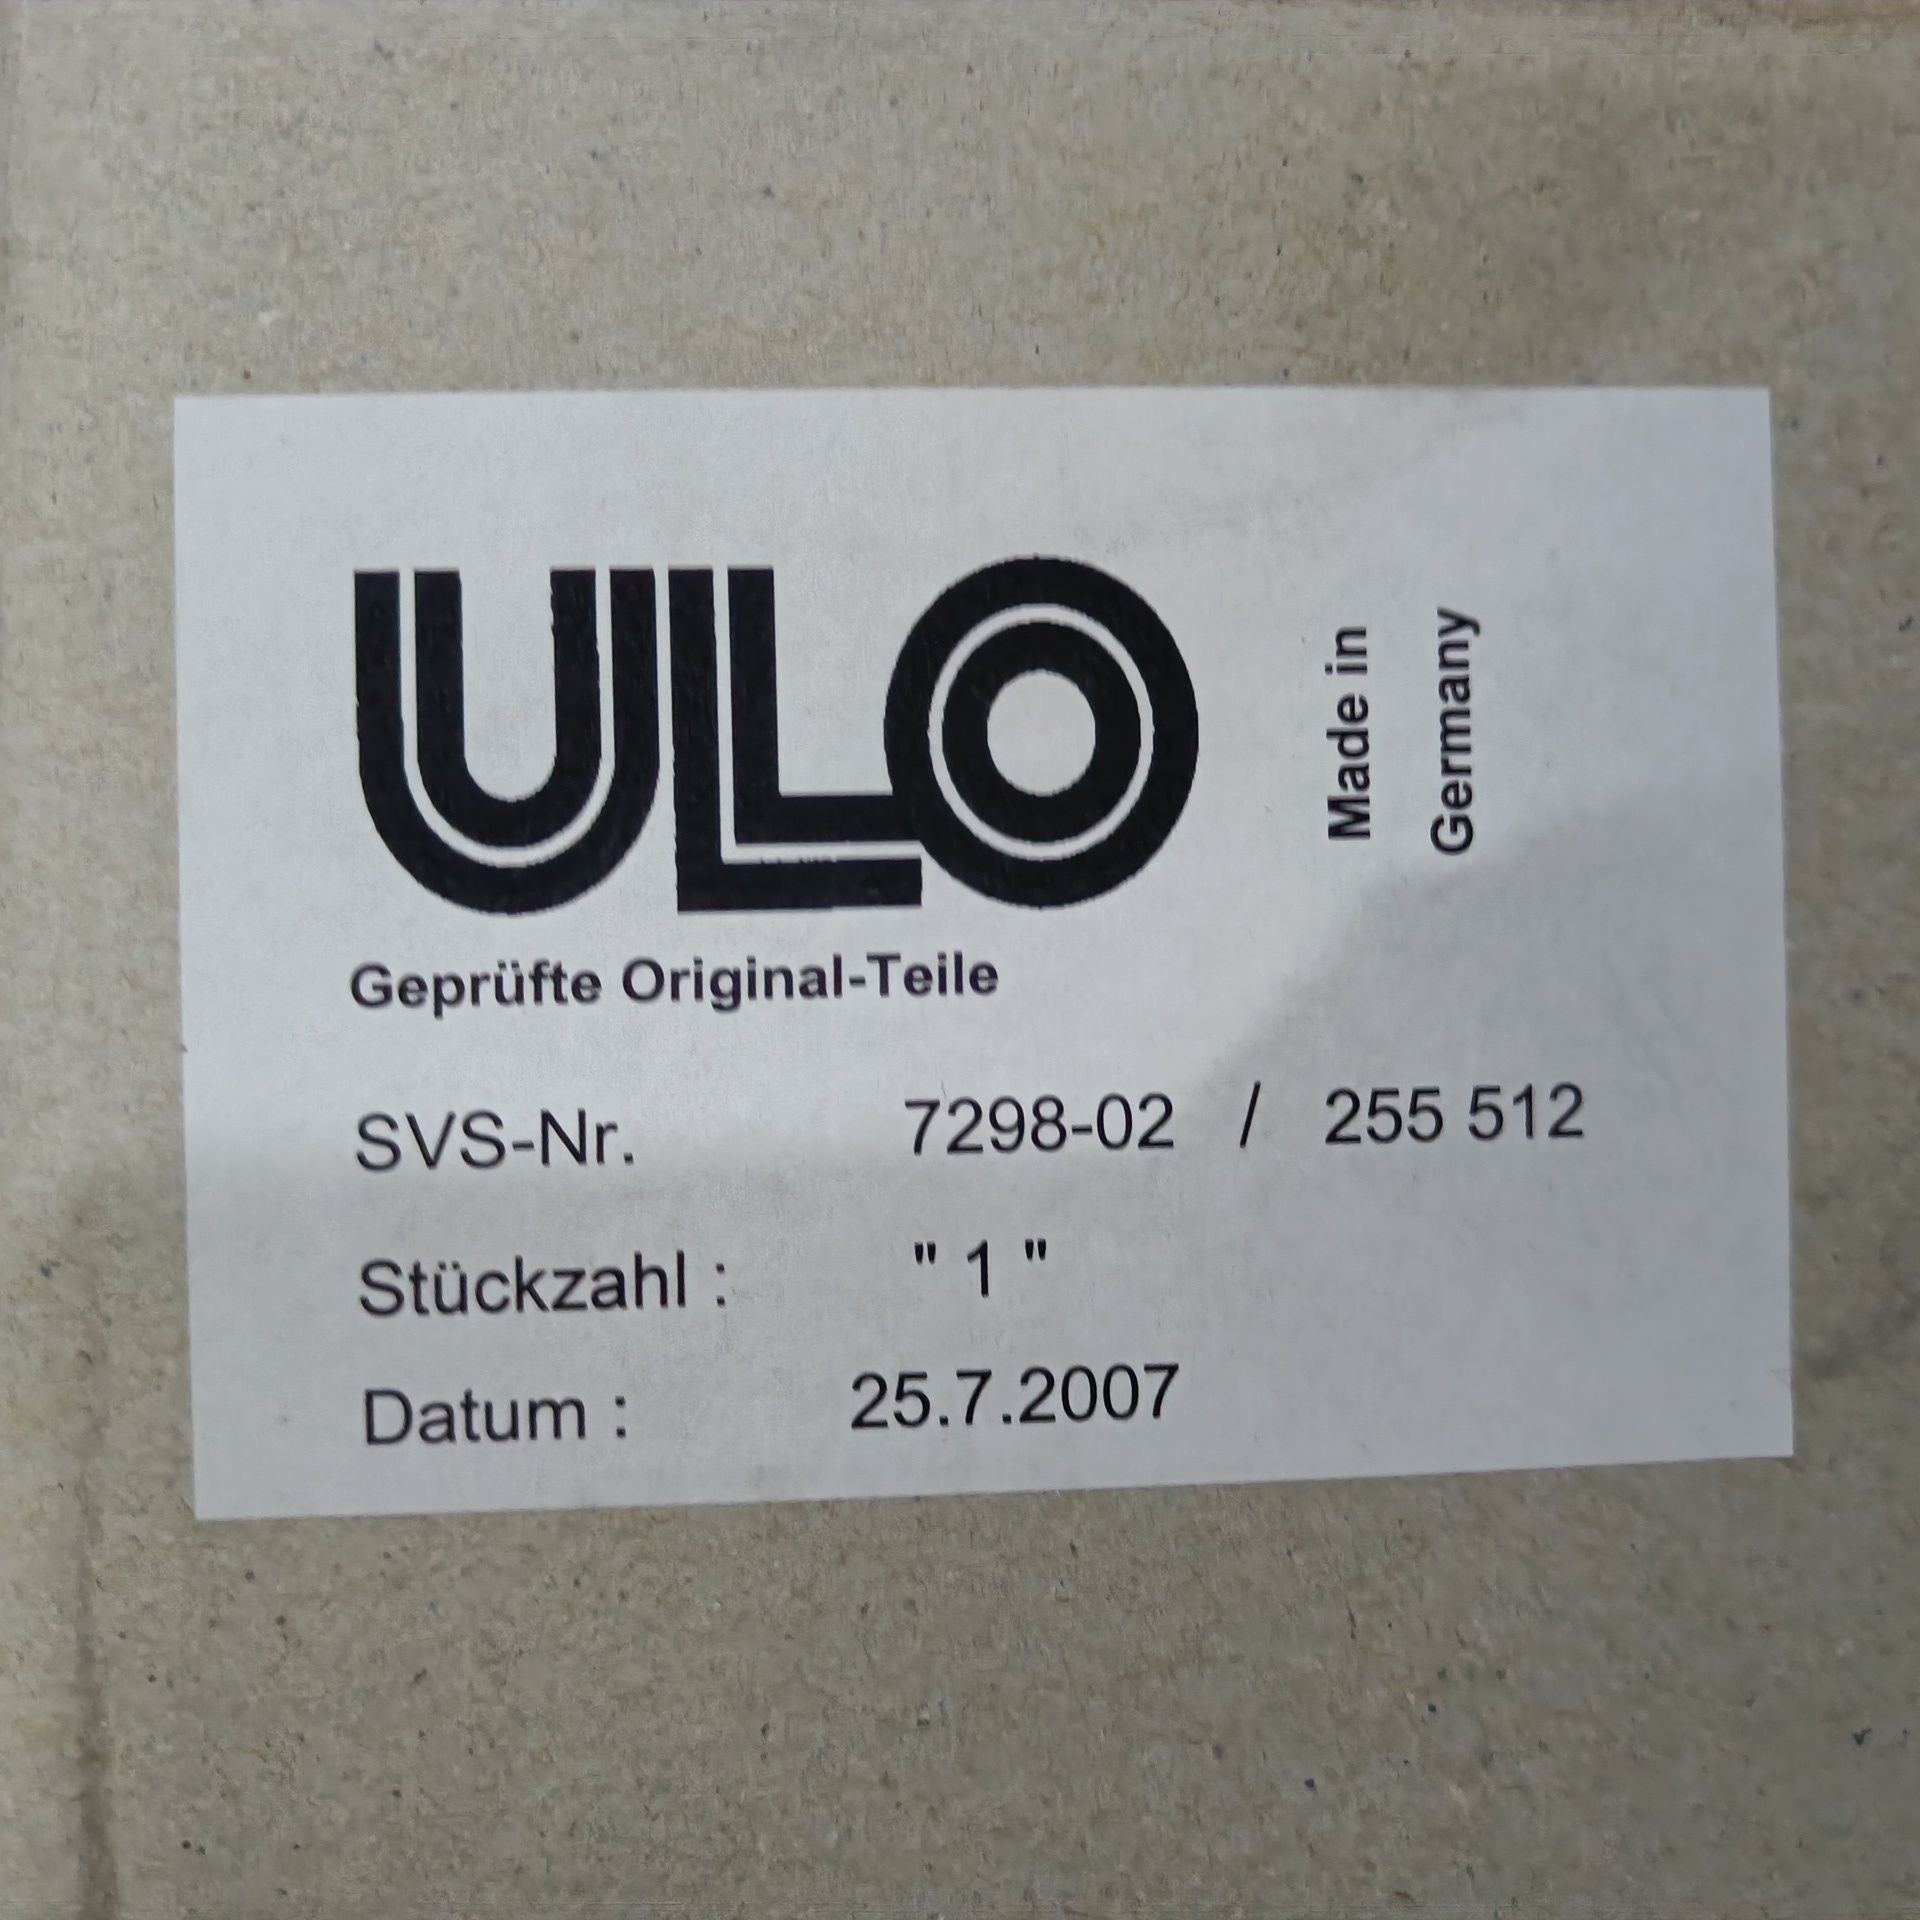 ULO
Made in
Germany
Geprüfte Original-Teile
SVS-Nr. 7298-02 / 255 512
Stückzahl : " 1 "
Datum : 25.7.2007